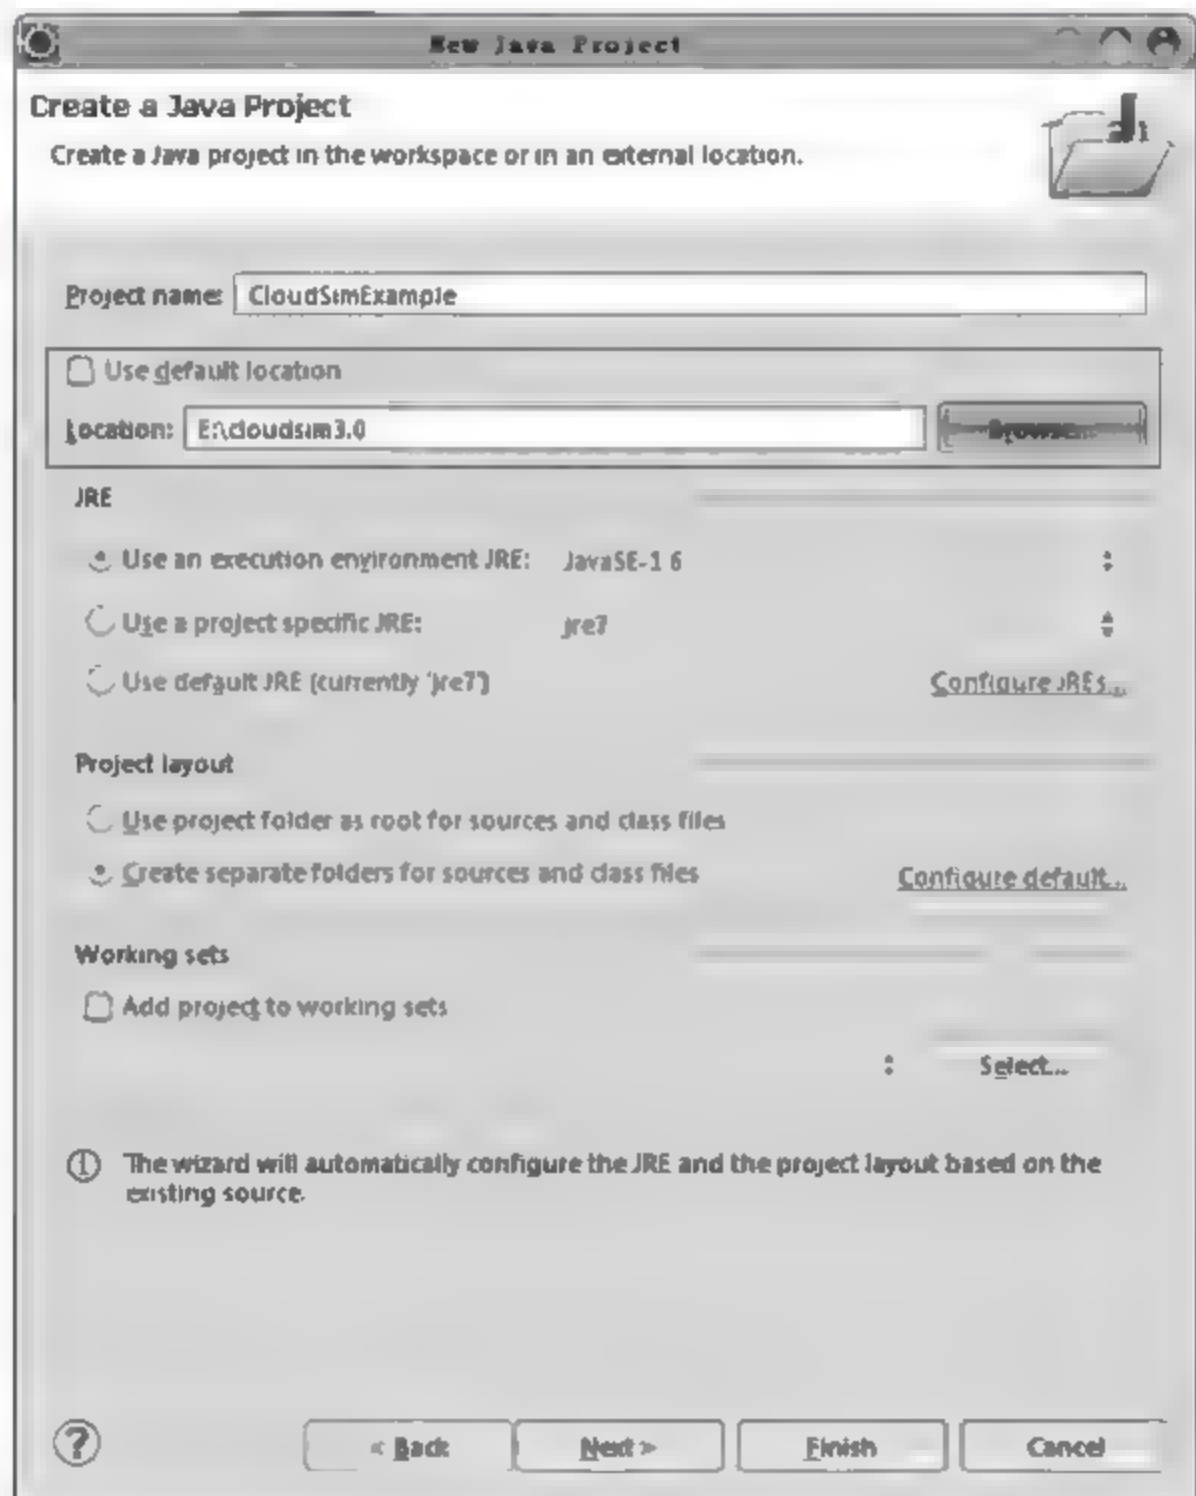 New Java Project
Create a Java Project
Create a Java project in the workspace or in an external location.
Project name: CloudSimExample
Use default location
Location: E:\cloudsim3.0 Browse...
JRE
Use an execution environment JRE: JavaSE-1.6
Use a project specific JRE: jre7
Use default JRE (currently 'jre7') Configure JREs...
Project layout
Use project folder as root for sources and class files
Create separate folders for sources and class files Configure default...
Working sets
Add project to working sets
Select...
The wizard will automatically configure the JRE and the project layout based on the
existing source.
? < Back Next > Finish Cancel